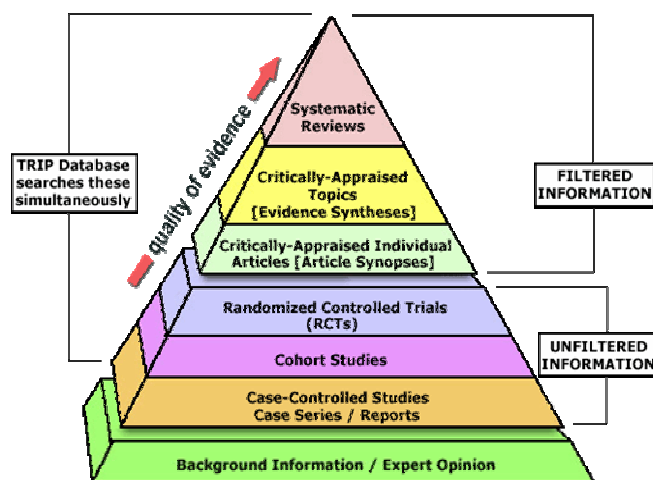 Systematic
Reviews
quality of evidence
TRIP Database
searches these
simultaneously
Critically-Appraised
Topics
[Evidence Syntheses]
FILTERED
INFORMATION
Critically-Appraised Individual
Articles [Article Synopses]
Randomized Controlled Trials
(RCTs)
UNFILTERED
INFORMATION
Cohort Studies
Case-Controlled Studies
Case Series / Reports
Background Information / Expert Opinion